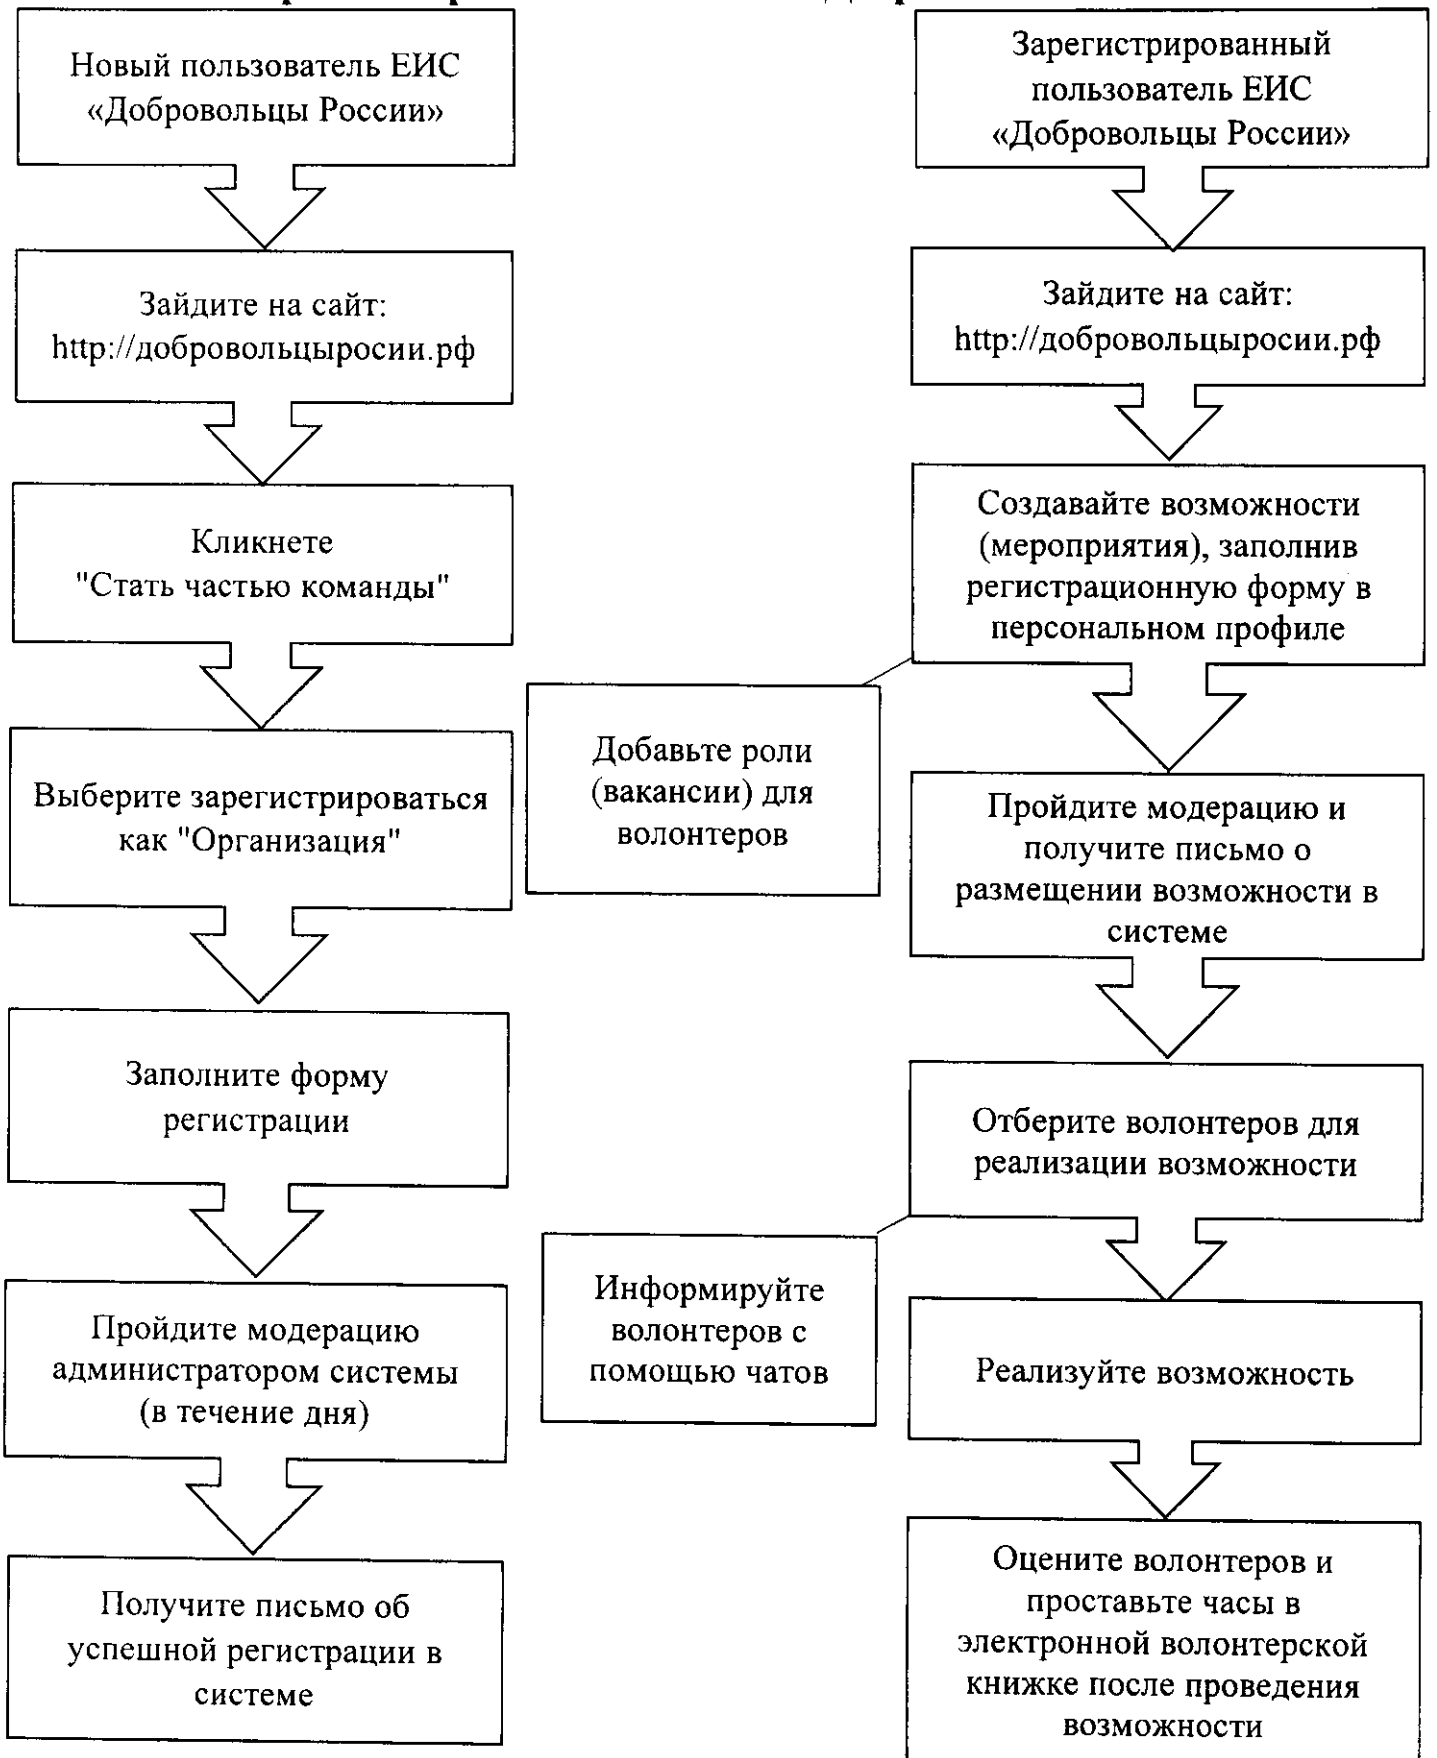 Новый пользователь ЕИС
«Добровольцы России»
Зайдите на сайт:
http://добровольцыросии.рф
Кликнете
"Стать частью команды"
Выберите зарегистрироваться
как "Организация"
Заполните форму
регистрации
Пройдите модерацию
администратором системы
(в течение дня)
Получите письмо об
успешной регистрации в
системе
Добавьте роли
(вакансии) для
волонтеров
Информируйте
волонтеров с
помощью чатов
Зарегистрированный
пользователь ЕИС
«Добровольцы России»
Зайдите на сайт:
http://добровольцыросии.рф
Создавайте возможности
(мероприятия), заполнив
регистрационную форму в
персональном профиле
Пройдите модерацию и
получите письмо о
размещении возможности в
системе
Отберите волонтеров для
реализации возможности
Реализуйте возможность
Оцените волонтеров и
проставьте часы в
электронной волонтерской
книжке после проведения
возможности